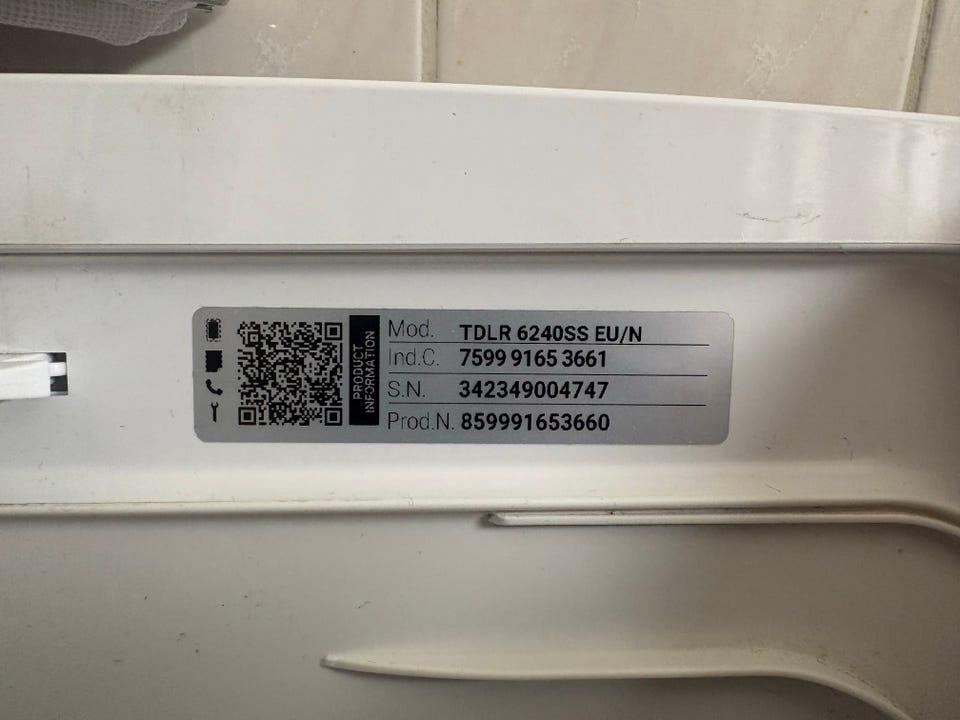 PRODUCT INFORMATION
Mod. TDLR 6240SS EU/N
Ind.C. 7599 9165 3661
S.N. 342349004747
Prod.N. 859991653660